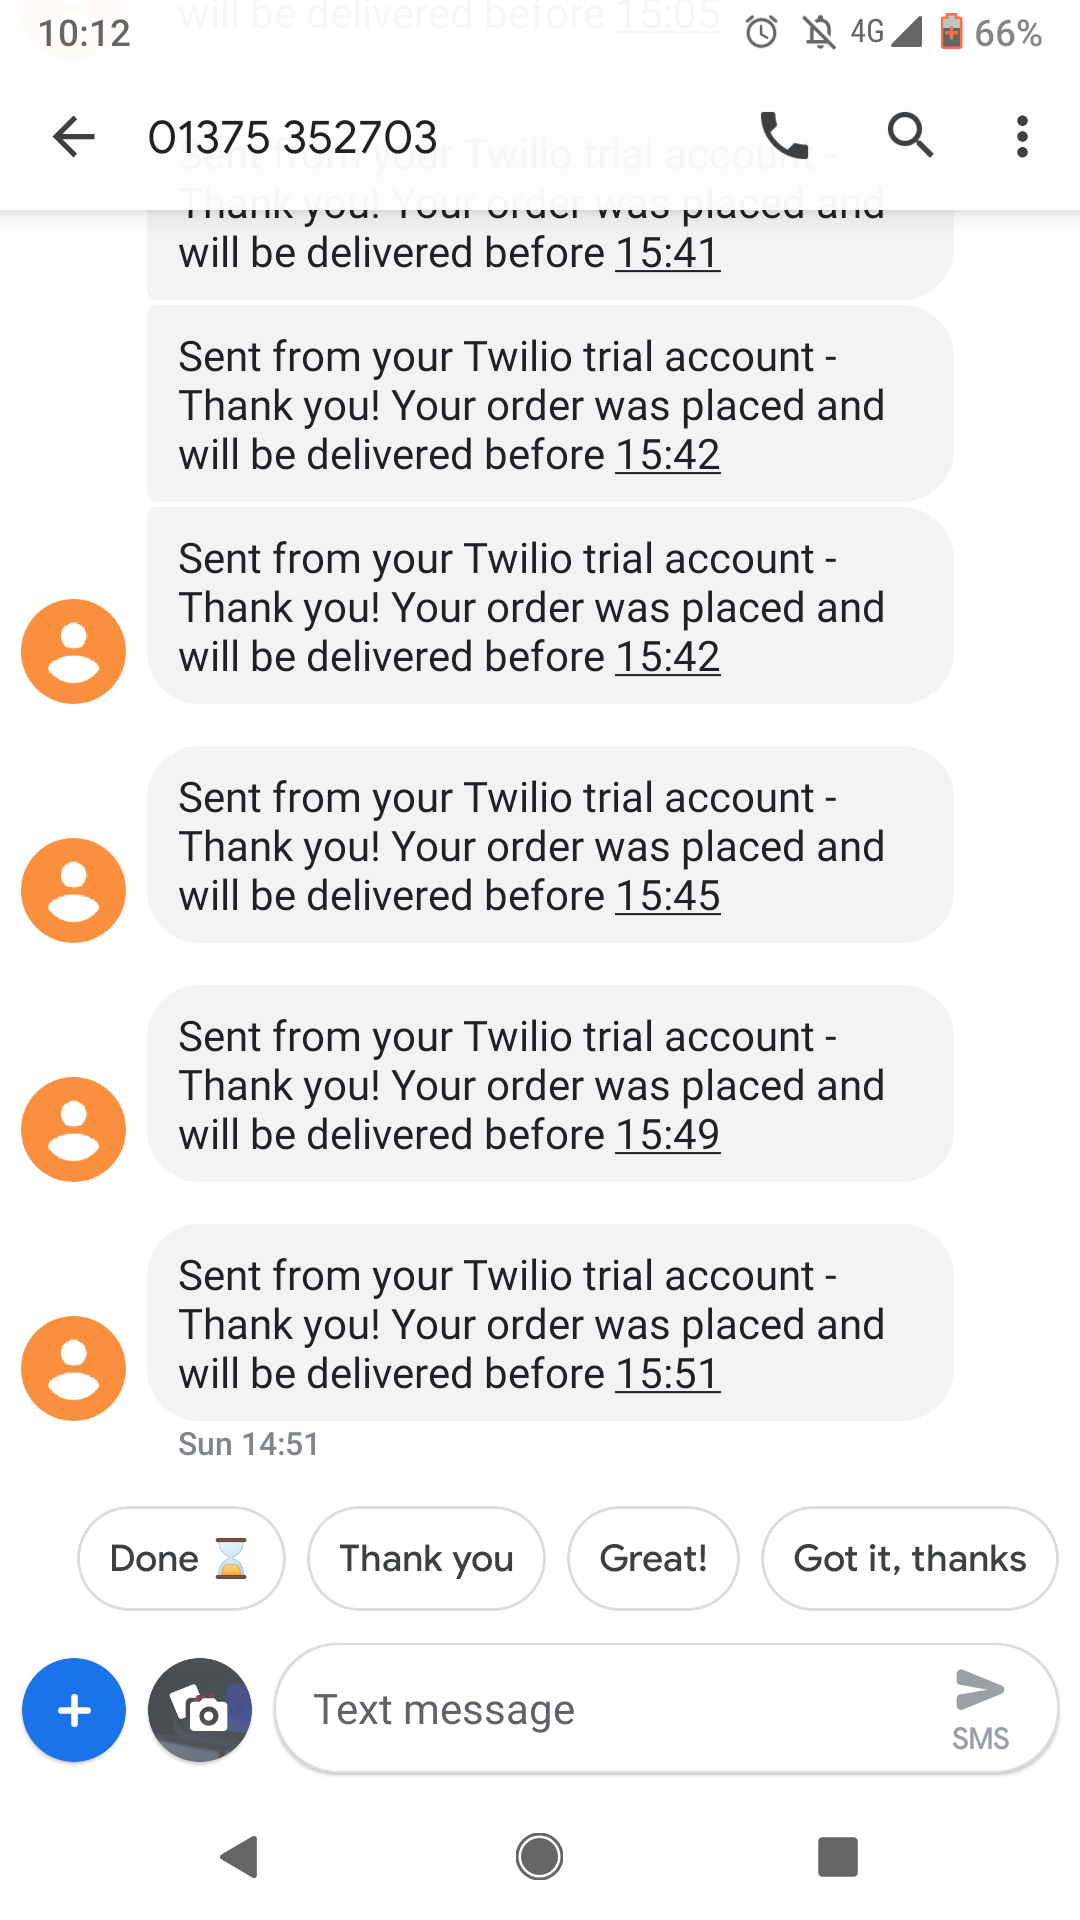 will be delivered before 15:05
10:12
4G
66%
01375 352703
Sent from your Twilio trial account -
Thank you! Your order was placed and
will be delivered before 15:41
Sent from your Twilio trial account -
Thank you! Your order was placed and
will be delivered before 15:42
Sent from your Twilio trial account -
Thank you! Your order was placed and
will be delivered before 15:42
Sent from your Twilio trial account -
Thank you! Your order was placed and
will be delivered before 15:45
Sent from your Twilio trial account -
Thank you! Your order was placed and
will be delivered before 15:49
Sent from your Twilio trial account -
Thank you! Your order was placed and
will be delivered before 15:51
Sun 14:51
Done ⌛
Thank you
Great!
Got it, thanks
Text message
SMS